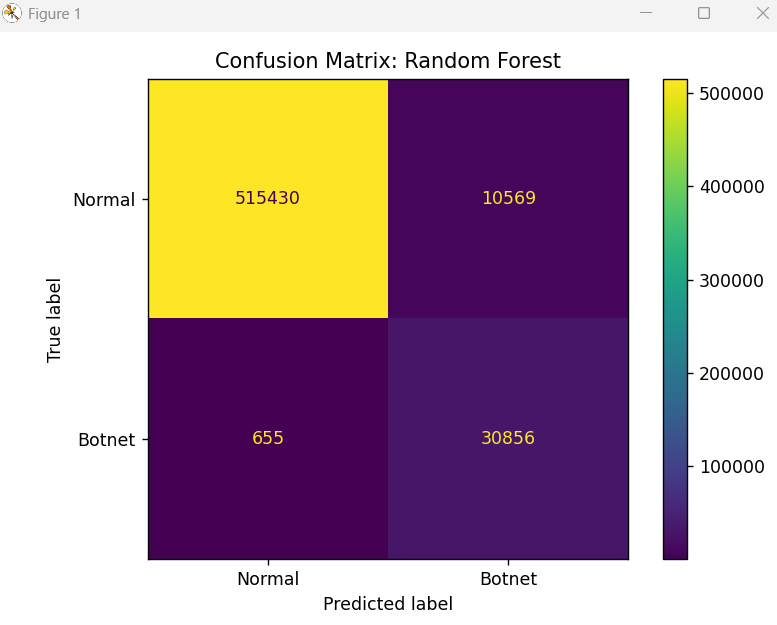 Figure 1
Confusion Matrix: Random Forest
Normal
515430
10569
Botnet
655
30856
True label
Normal
Botnet
Predicted label
500000
400000
300000
200000
100000